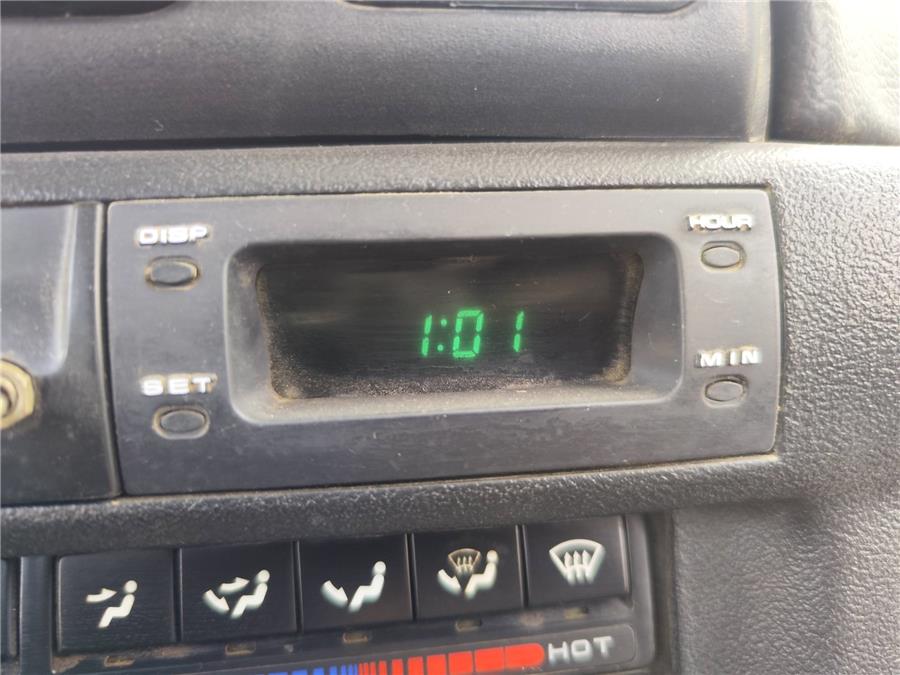 DISP
HOUR
1:01
SET
MIN
HOT